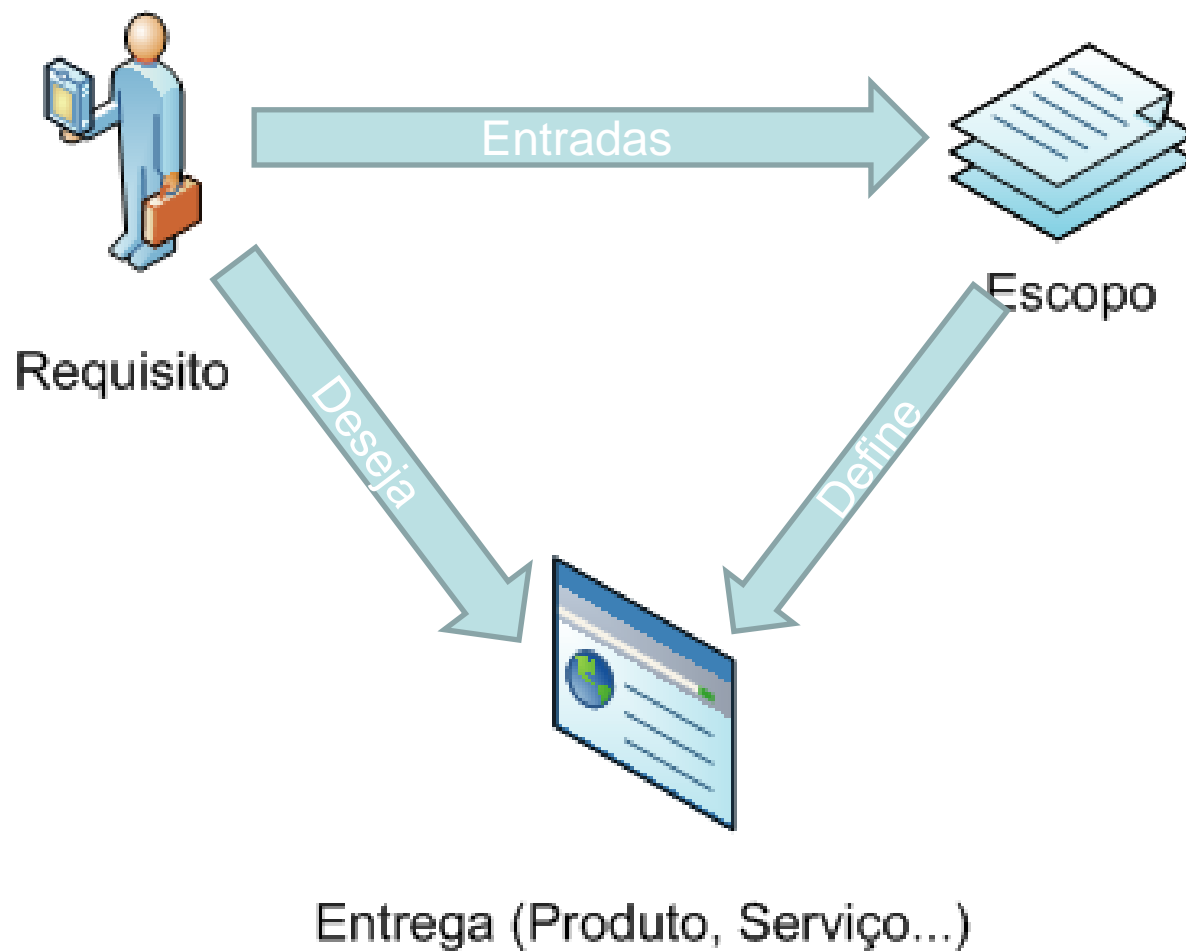 Entradas
Escopo
Requisito
Deseja
Define
Entrega (Produto, Serviço...)